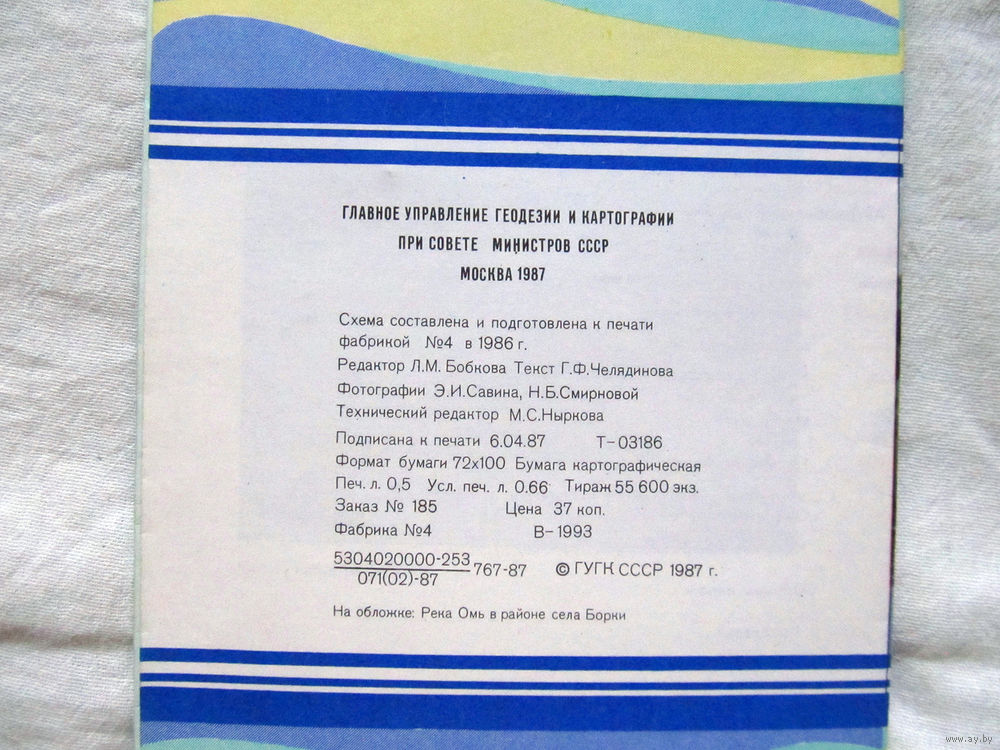 ГЛАВНОЕ УПРАВЛЕНИЕ ГЕОДЕЗИИ И КАРТОГРАФИИ
ПРИ СОВЕТЕ МИНИСТРОВ СССР
МОСКВА 1987
Схема составлена и подготовлена к печати
фабрикой №4 в 1986 г.
Редактор Л.М. Бобкова Текст Г.Ф.Челядинова
Фотографии Э.И.Савина, Н.Б.Смирновой
Технический редактор М.С.Ныркова
Подписана к печати 6.04.87 Т-03186
Формат бумаги 72х100 Бумага картографическая
Печ. л. 0,5 Усл. печ. л. 0.66 Тираж 55 600 экз.
Заказ № 185 Цена 37 коп.
Фабрика №4 В-1993
5304020000-253
071(02)-87
767-87 © ГУГК СССР 1987 г.
На обложке: Река Омь в районе села Борки
www.ay.by